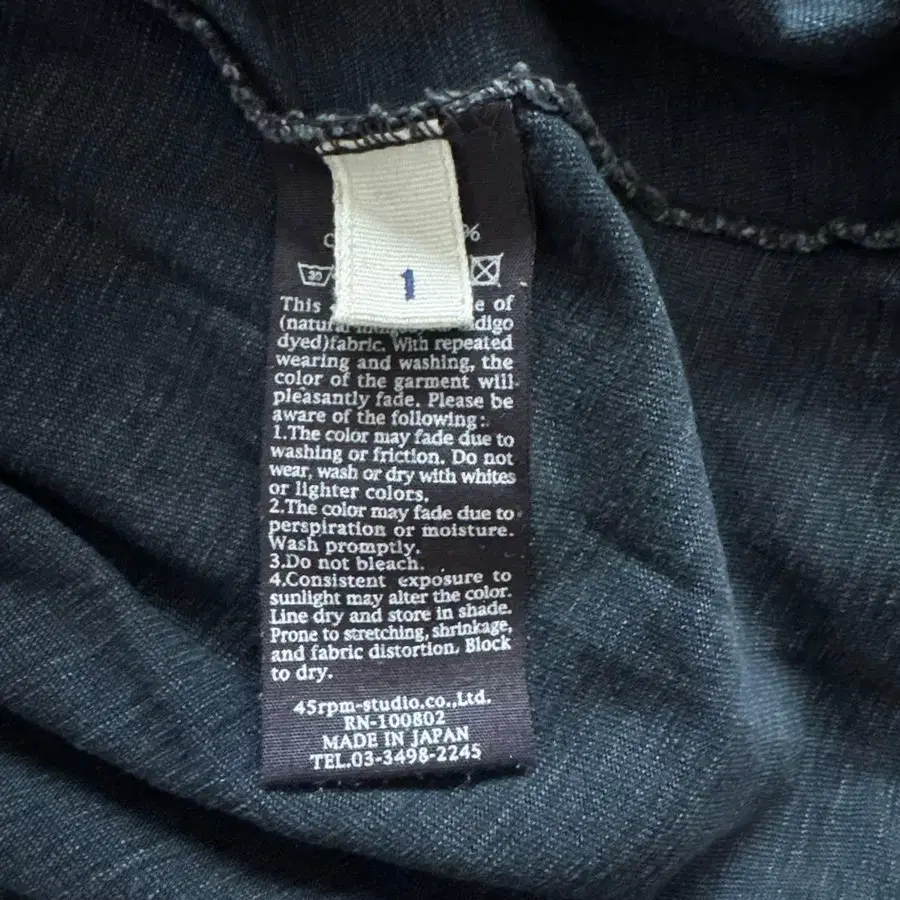 %
30
1
This e of
(natural digo
dyed)fabric. With repeated
wearing and washing, the
color of the garment will
pleasantly fade. Please be
aware of the following:
1.The color may fade due to
washing or friction. Do not
wear, wash or dry with whites
or lighter colors.
2.The color may fade due to
perspiration or moisture.
Wash promptly.
3.Do not bleach.
4.Consistent exposure to
sunlight may alter the color.
Line dry and store in shade.
Prone to stretching, shrinkage,
and fabric distortion. Block
to dry.
45rpm-studio.co.,Ltd.
RN-100802
MADE IN JAPAN
TEL.03-3498-2245